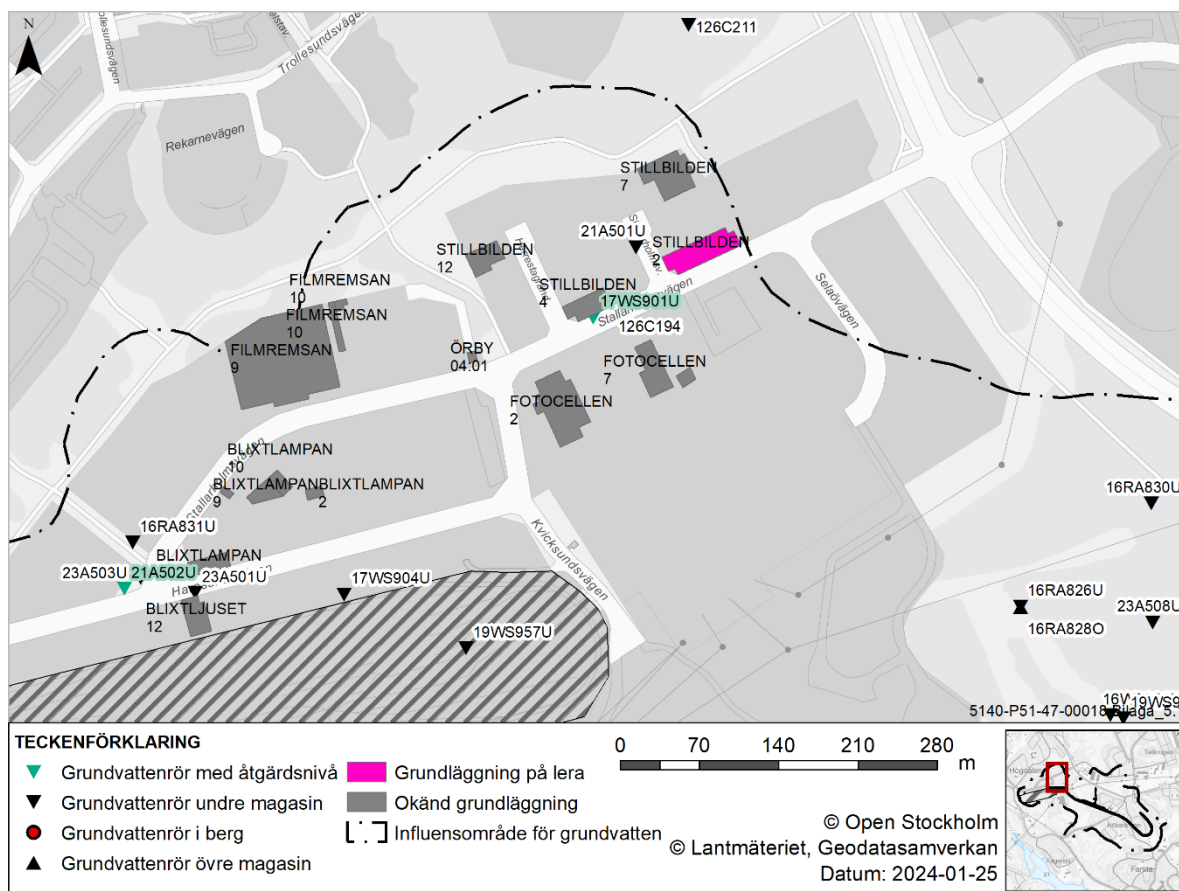 N
126C211
Trollesundsvägen
Rekarnevägen
STILLBILDEN
7
21A501U
STILLBILDEN
2
STILLBILDEN
12
STILLBILDEN
4
17WS901U
126C194
FILMREMSAN
10
FILMREMSAN
10
FILMREMSAN
9
ÖRBY
04:01
FOTOCELLEN
7
FOTOCELLEN
2
Selaövägen
BLIXTLAMPAN
10
BLIXTLAMPAN
9
BLIXTLAMPAN
2
Stallarholmsvägen
16RA831U
BLIXTLAMPAN
23A503U
21A502U
23A501U
17WS904U
BLIXTLJUSET
12
19WS957U
Kvicksundsvägen
16RA830U
16RA826U
16RA828O
23A508U
TECKENFÖRKLARING
Grundvattenrör med åtgärdsnivå
Grundvattenrör undre magasin
Grundvattenrör i berg
Grundvattenrör övre magasin
Grundläggning på lera
Okänd grundläggning
Influensområde för grundvatten
0 70 140 210 280
m
© Open Stockholm
© Lantmäteriet, Geodatasamverkan
Datum: 2024-01-25
Farsta